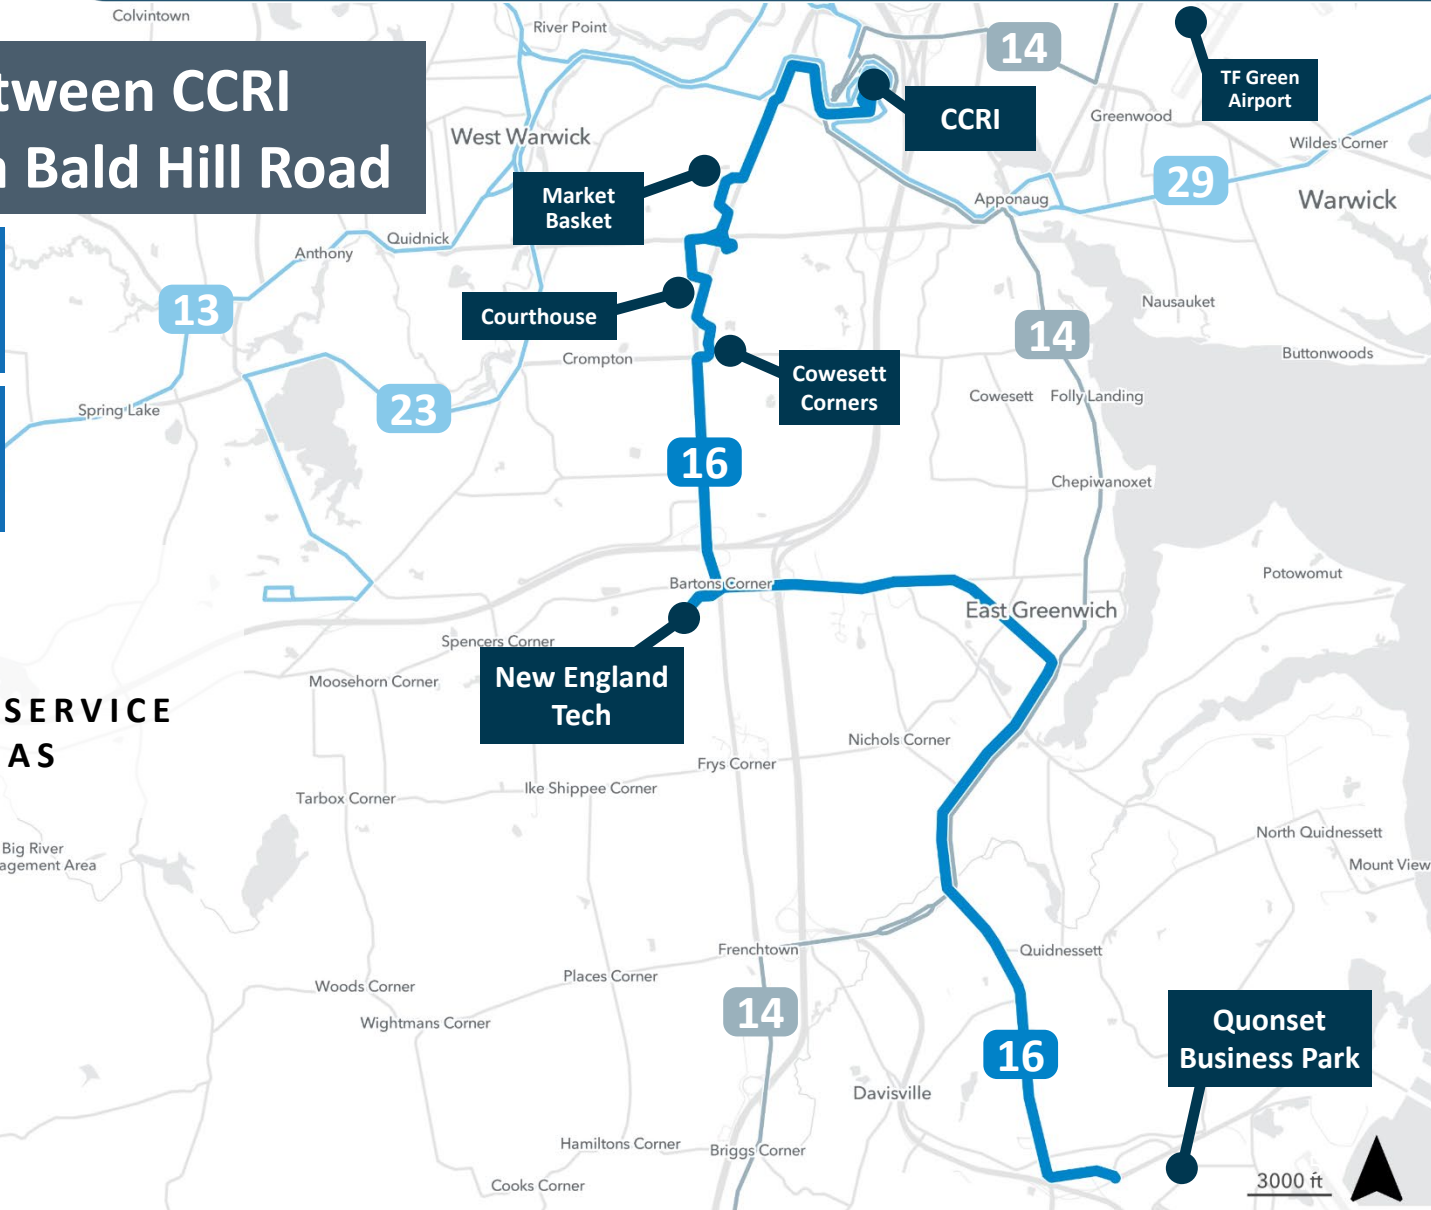 Colvintown
River Point
14
TF Green
Airport
tween CCRI
Bald Hill Road
CCRI
Greenwood
Wildes Corner
West Warwick
Market
Basket
29
Warwick
Apponaug
Quidnick
Anthony
13
Courthouse
Nausauket
14
Crompton
Buttonwoods
Cowesett
Corners
Spring Lake
23
Cowesett
Folly Landing
16
Chepiwanoxet
Bartons Corner
Potowomut
East Greenwich
Spencers Corner
New England
Tech
Moosehorn Corner
SERVICE
AS
Nichols Corner
Frys Corner
Ike Shippee Corner
Tarbox Corner
North Quidnessett
Big River
agement Area
Mount View
Frenchtown
Quidnessett
Places Corner
Woods Corner
14
Wightmans Corner
Quonset
Business Park
16
Davisville
Hamiltons Corner
Briggs Corner
Cooks Corner
3000 ft